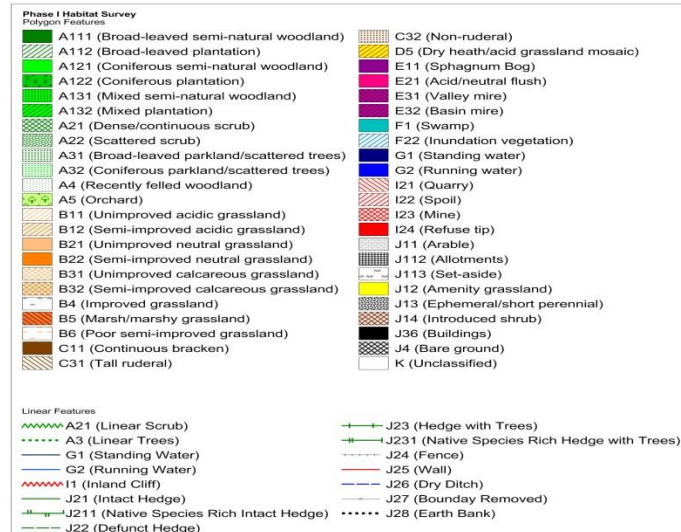 Phase I Habitat Survey
Polygon Features
A111 (Broad-leaved semi-natural woodland)
A112 (Broad-leaved plantation)
A121 (Coniferous semi-natural woodland)
A122 (Coniferous plantation)
A131 (Mixed semi-natural woodland)
A132 (Mixed plantation)
A21 (Dense/continuous scrub)
A22 (Scattered scrub)
A31 (Broad-leaved parkland/scattered trees)
A32 (Coniferous parkland/scattered trees)
A4 (Recently felled woodland)
A5 (Orchard)
B11 (Unimproved acidic grassland)
B12 (Semi-improved acidic grassland)
B21 (Unimproved neutral grassland)
B22 (Semi-improved neutral grassland)
B31 (Unimproved calcareous grassland)
B32 (Semi-improved calcareous grassland)
B4 (Improved grassland)
B5 (Marsh/marshy grassland)
B6 (Poor semi-improved grassland)
C11 (Continuous bracken)
C31 (Tall ruderal)
C32 (Non-ruderal)
D5 (Dry heath/acid grassland mosaic)
E11 (Sphagnum Bog)
E21 (Acid/neutral flush)
E31 (Valley mire)
E32 (Basin mire)
F1 (Swamp)
F22 (Inundation vegetation)
G1 (Standing water)
G2 (Running water)
I21 (Quarry)
I22 (Spoil)
I23 (Mine)
I24 (Refuse tip)
J11 (Arable)
J112 (Allotments)
J113 (Set-aside)
J12 (Amenity grassland)
J13 (Ephemeral/short perennial)
J14 (Introduced shrub)
J36 (Buildings)
J4 (Bare ground)
K (Unclassified)
Linear Features
A21 (Linear Scrub)
A3 (Linear Trees)
G1 (Standing Water)
G2 (Running Water)
I1 (Inland Cliff)
J21 (Intact Hedge)
J211 (Native Species Rich Intact Hedge)
J22 (Defunct Hedge)
J23 (Hedge with Trees)
J231 (Native Species Rich Hedge with Trees)
J24 (Fence)
J25 (Wall)
J26 (Dry Ditch)
J27 (Bounday Removed)
J28 (Earth Bank)